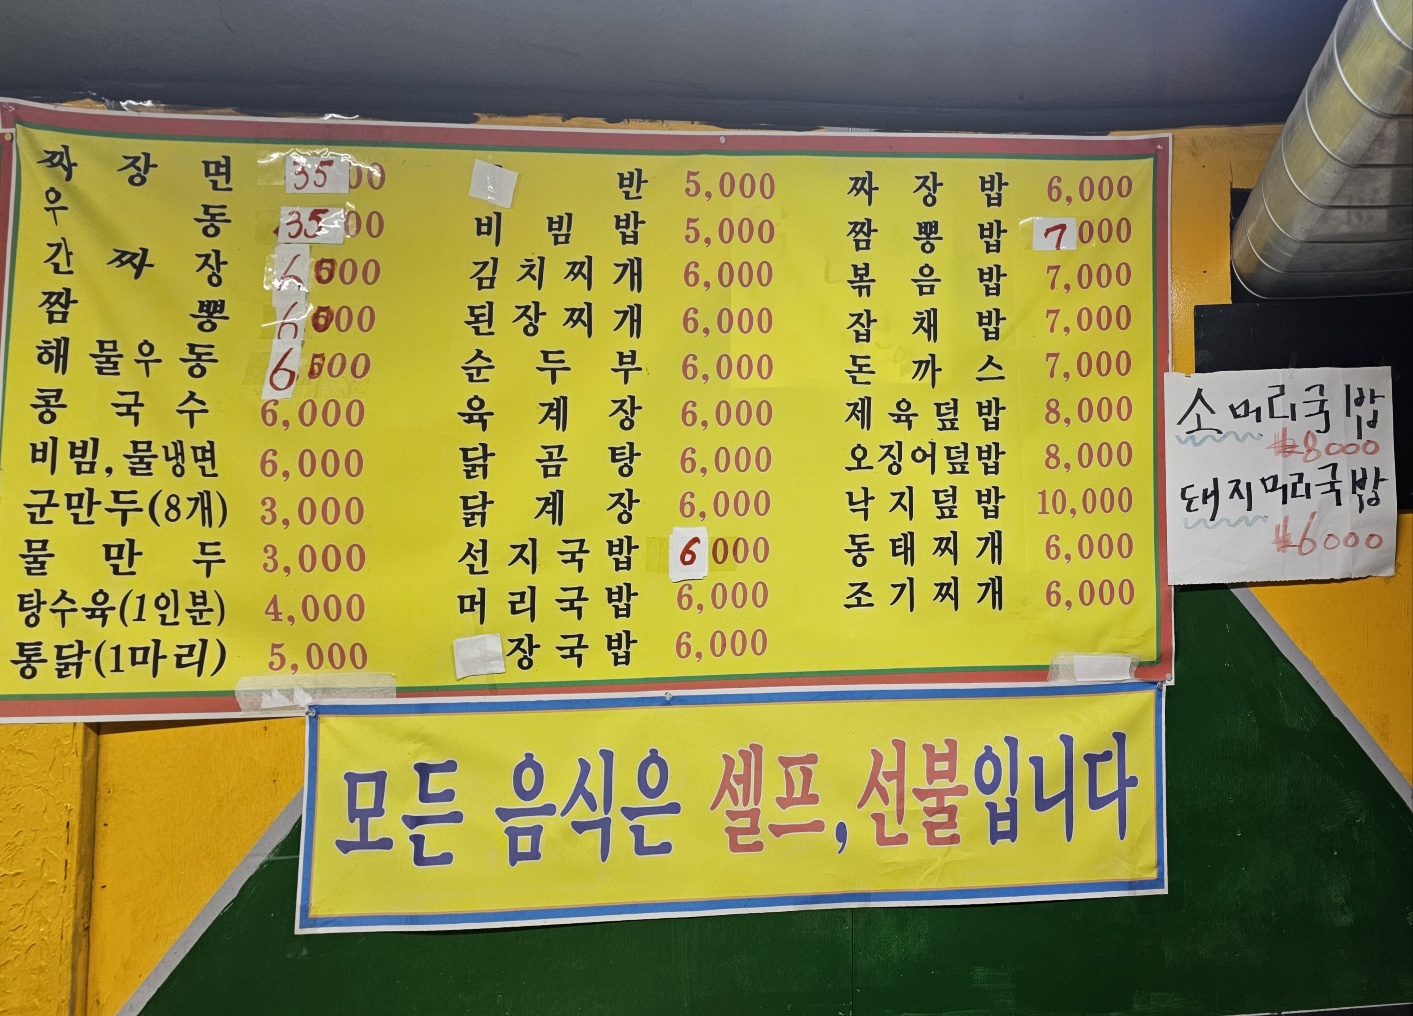 짜 장 면 3500
우 동 3500
간 짜 장 6000
짬 뽕 6000
해 물우 동 6,500
콩 국 수 6,000
비빔,물냉면 6,000
군만두(8개) 3,000
물 만 두 3,000
탕수육(1인분) 4,000
통닭(1마리) 5,000
반 5,000
비 빔 밥 5,000
김 치 찌 개 6,000
된 장 찌 개 6,000
순 두 부 6,000
육 계 장 6,000
닭 곰 탕 6,000
닭 계 장 6,000
선 지 국 밥 6000
머 리 국 밥 6,000
장 국 밥 6,000
짜 장 밥 6,000
짬 뽕 밥 7000
볶 음 밥 7,000
잡 채 밥 7,000
돈 까 스 7,000
제 육 덮 밥 8,000
오징어덮밥 8,000
낙 지 덮 밥 10,000
동 태 찌 개 6,000
조 기 찌 개 6,000
소머리국밥
₩8000
돼지머리국밥
₩6000
모든 음식은 셀프,선불입니다